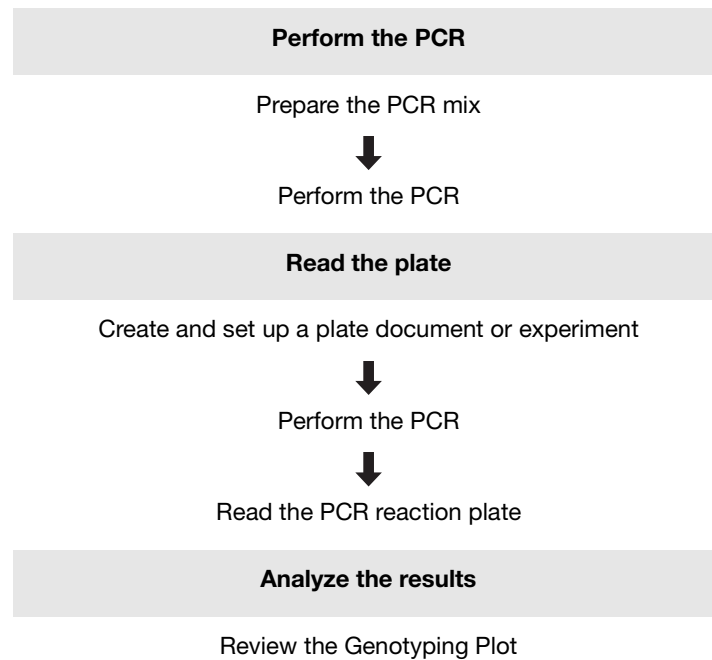 Perform the PCR
Prepare the PCR mix
Perform the PCR
Read the plate
Create and set up a plate document or experiment
Perform the PCR
Read the PCR reaction plate
Analyze the results
Review the Genotyping Plot